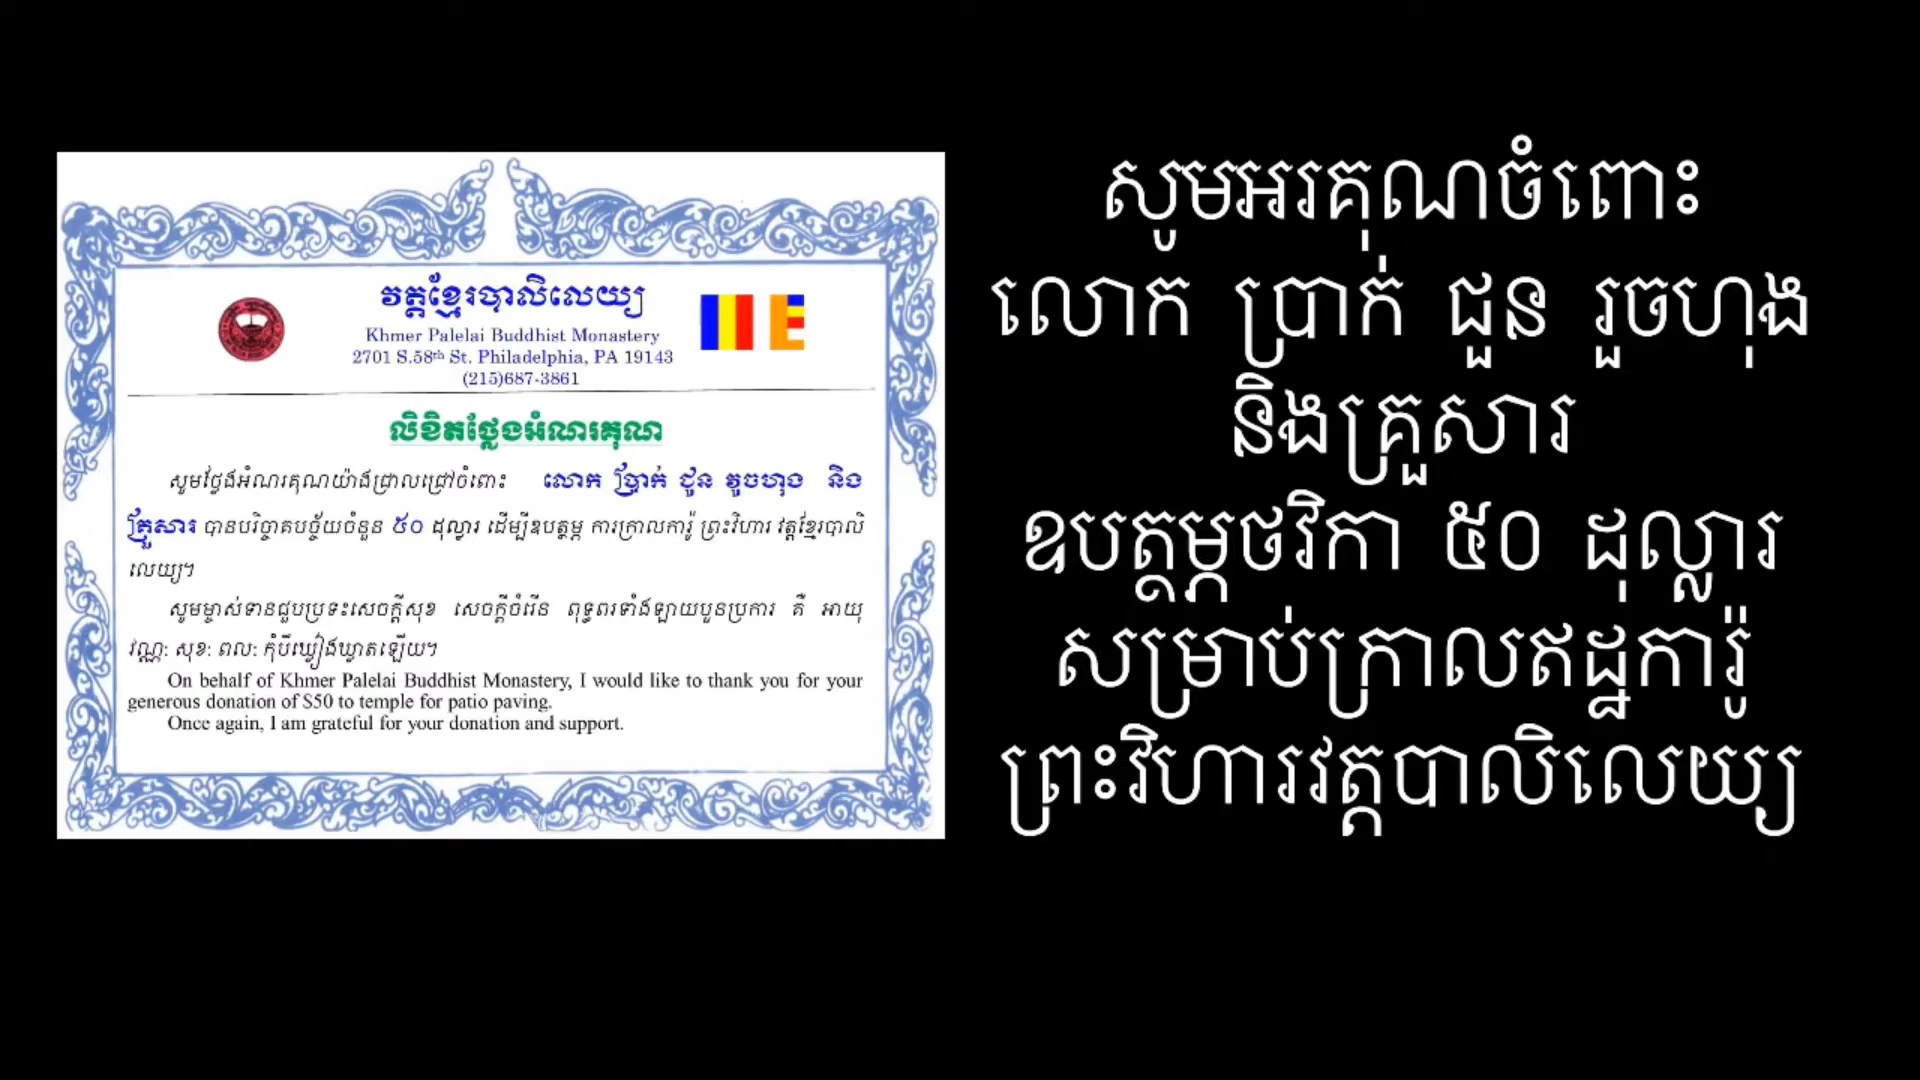 វត្តខ្មែរបាលិលេយ្យ
Khmer Palelai Buddhist Monastery
2701 S.58th St. Philadelphia, PA 19143
(215)687-3861
លិខិតថ្លែងអំណរគុណ
សូមថ្លែងអំណរគុណយ៉ាងជ្រាលជ្រៅចំពោះ លោក ប្រាក់ ជូន រួចហុង និង
គ្រួសារ បានបរិច្ចាគបច្ច័យចំនួន ៥០ ដុល្លារ ដើម្បីឧបត្ថម្ភ ការក្រាលការ៉ូ ព្រះវិហារ វត្តខ្មែរបាលិ
លេយ្យ។
សូមម្ចាស់ទានជួបប្រទះសេចក្តីសុខ សេចក្តីចំរើន ពុទ្ធពរទាំងឡាយបួនប្រការ គឺ អាយុ
វណ្ណៈ សុខៈ ពលៈ កុំបីឃ្លៀងឃ្លាតឡើយ។
On behalf of Khmer Palelai Buddhist Monastery, I would like to thank you for your
generous donation of $50 to temple for patio paving.
Once again, I am grateful for your donation and support.
សូមអរគុណចំពោះ
លោក ប្រាក់ ជួន រួចហុង
និងគ្រួសារ
ឧបត្ថម្ភថវិកា ៥០ ដុល្លារ
សម្រាប់ក្រាលឥដ្ឋការ៉ូ
ព្រះវិហារវត្តបាលិលេយ្យ